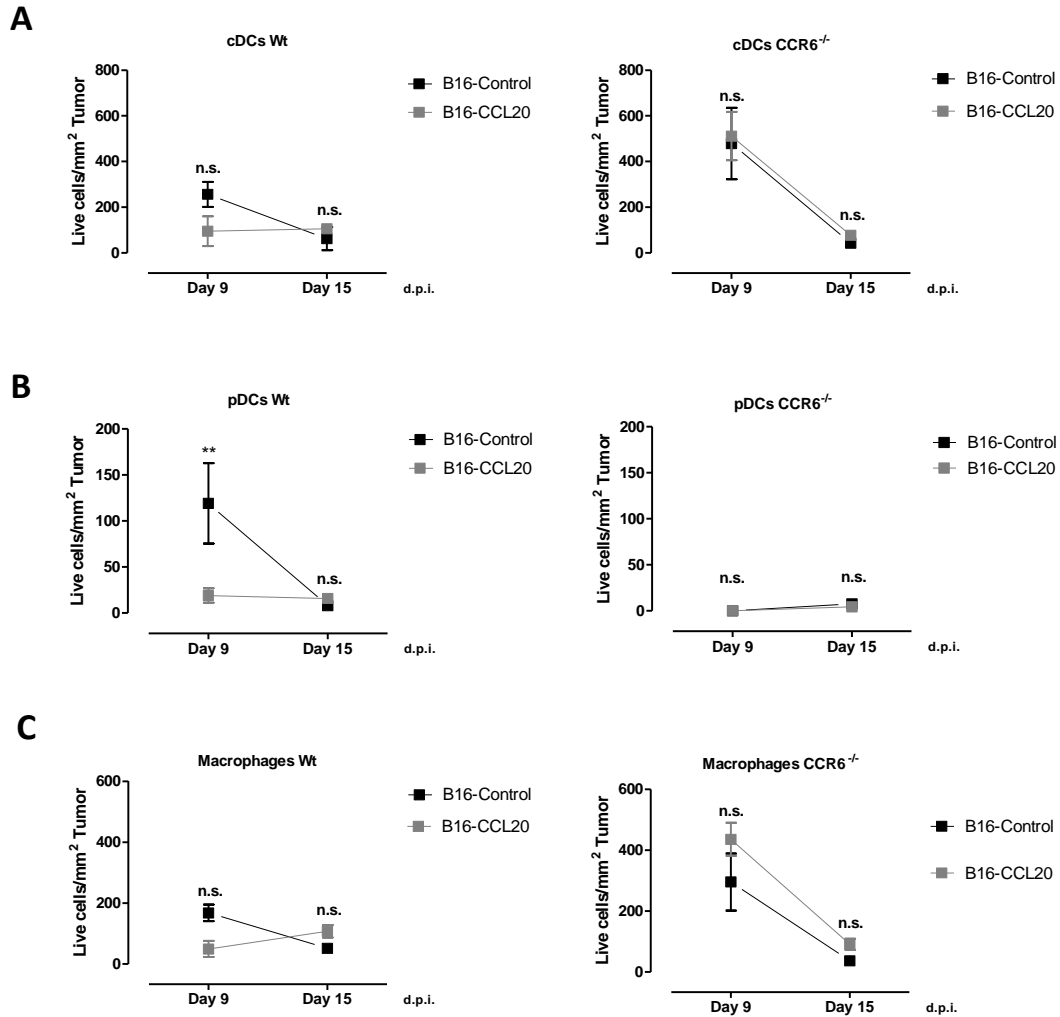 A
cDCs Wt
Live cells/mm² Tumor
800
600
400
200
0
n.s.
n.s.
Day 9
Day 15
d.p.i.
B16-Control
B16-CCL20
cDCs CCR6-/-
Live cells/mm² Tumor
800
600
400
200
0
n.s.
n.s.
Day 9
Day 15
d.p.i.
B16-Control
B16-CCL20
B
pDCs Wt
Live cells/mm² Tumor
200
150
100
50
0
**
n.s.
Day 9
Day 15
d.p.i.
B16-Control
B16-CCL20
pDCs CCR6-/-
Live cells/mm² Tumor
200
150
100
50
0
n.s.
n.s.
Day 9
Day 15
d.p.i.
B16-Control
B16-CCL20
C
Macrophages Wt
Live cells/mm² Tumor
600
400
200
0
n.s.
n.s.
Day 9
Day 15
d.p.i.
B16-Control
B16-CCL20
Macrophages CCR6-/-
Live cells/mm² Tumor
600
400
200
0
n.s.
n.s.
Day 9
Day 15
d.p.i.
B16-Control
B16-CCL20